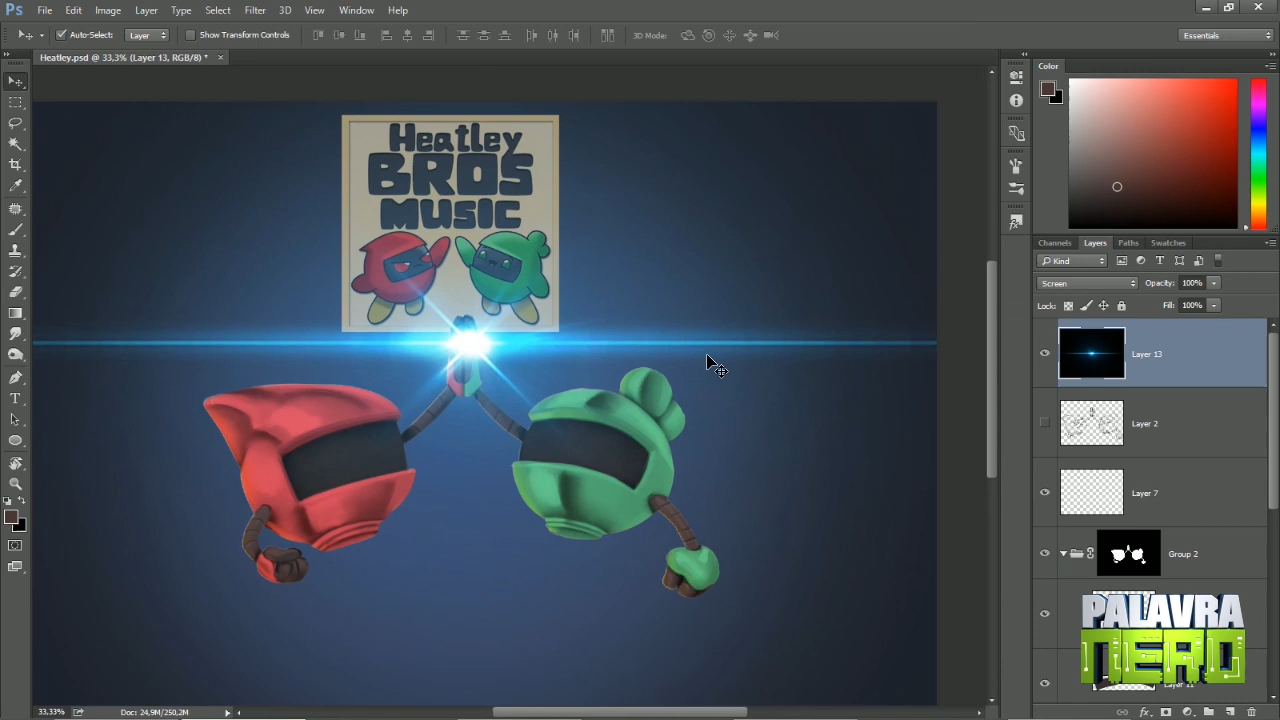 Ps File Edit Image Layer Type Select Filter 3D View Window Help
Auto-Select: Layer Show Transform Controls 3D Mode: Essentials
Heatley.psd @ 33,3% (Layer 13, RGB/8) * ×
Color
Heatley
BROS
MUSIC
Channels Layers Paths Swatches
Kind
Screen Opacity: 100%
Lock: Fill: 100%
Layer 13
Layer 2
Layer 7
Group 2
PALAVRA
NERD
33,33% Doc: 24,9M/250,2M